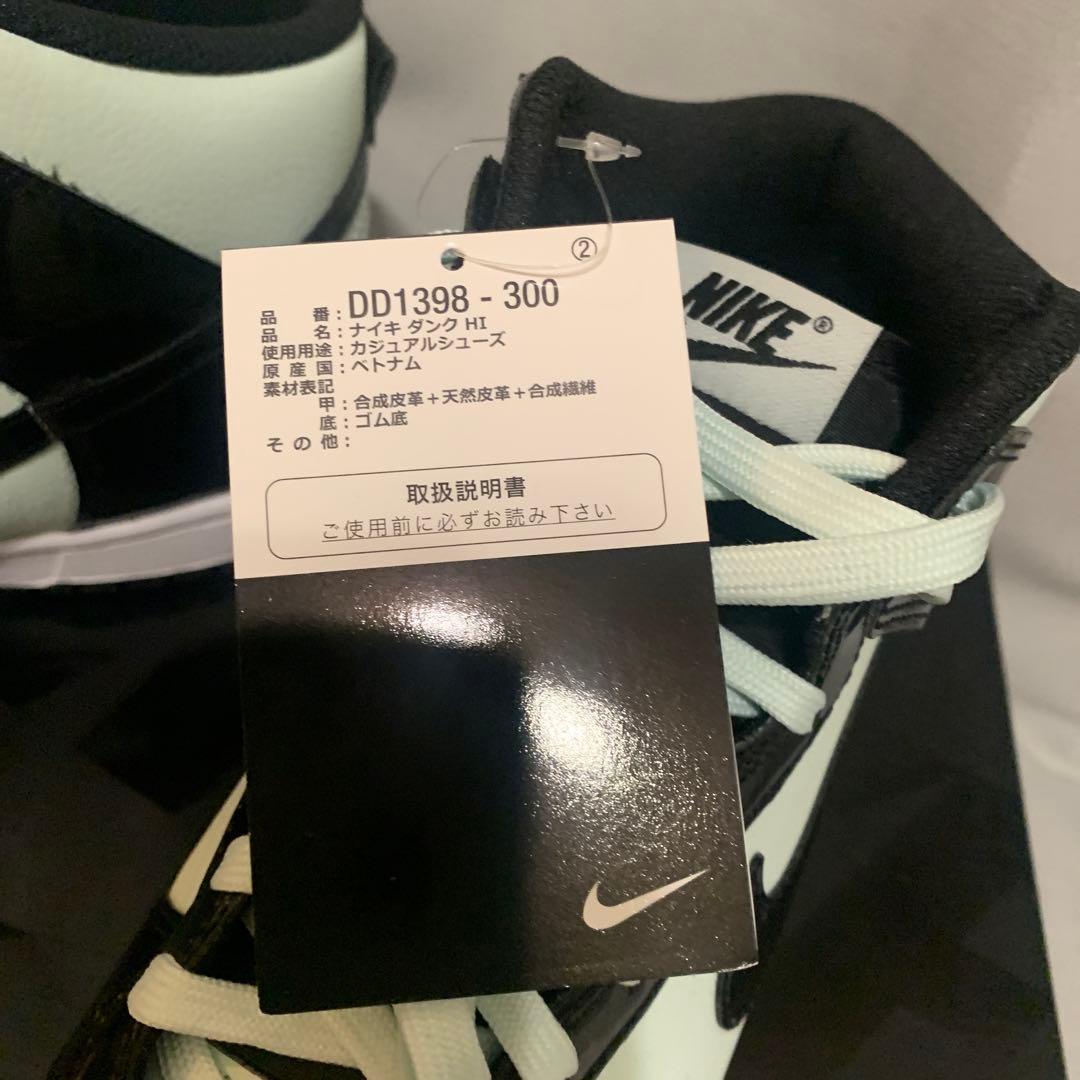 ②
品 番：DD1398 - 300
品 名：ナイキ ダンク HI
使用用途：カジュアルシューズ
原 産 国：ベトナム
素材表記
甲：合成皮革＋天然皮革＋合成繊維
底：ゴム底
そ の 他：
取扱説明書
ご使用前に必ずお読み下さい
NIKE®